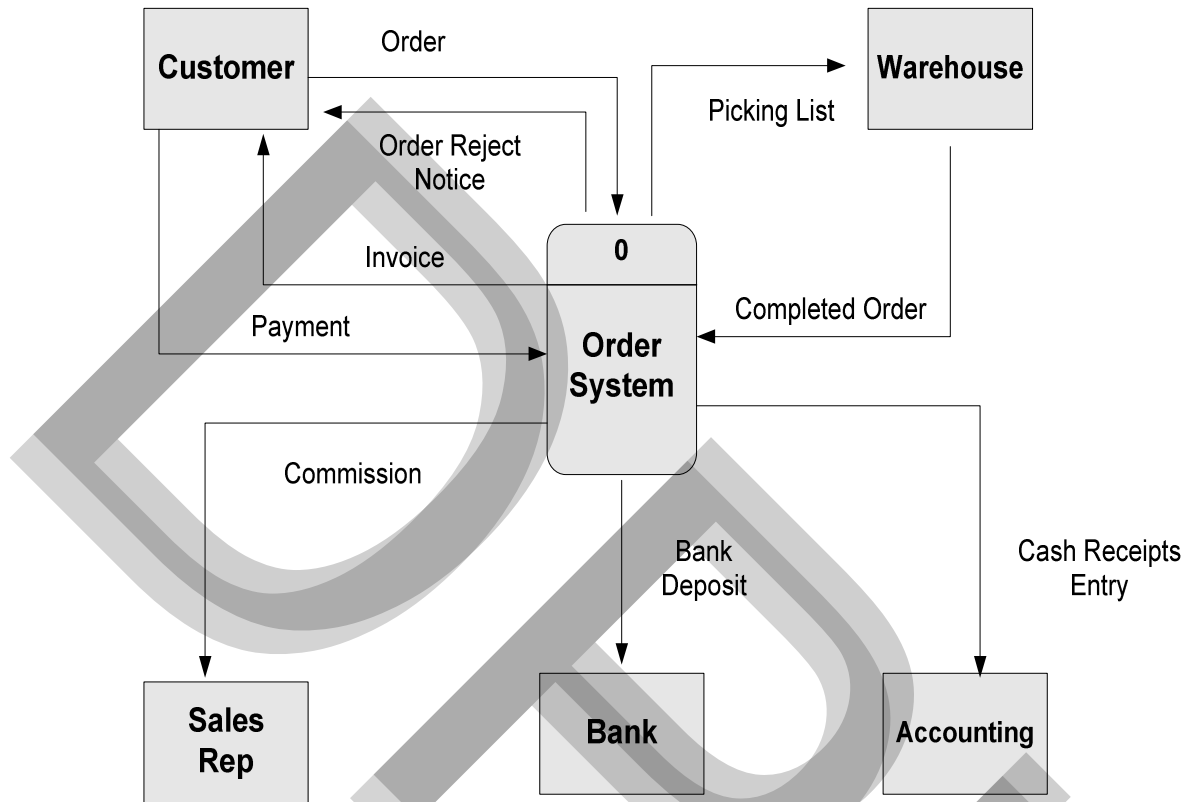 Order
Customer
Warehouse
Picking List
Order Reject
Notice
0
Invoice
Completed Order
Payment
Order
System
Commission
Bank
Deposit
Cash Receipts
Entry
Sales
Rep
Bank
Accounting